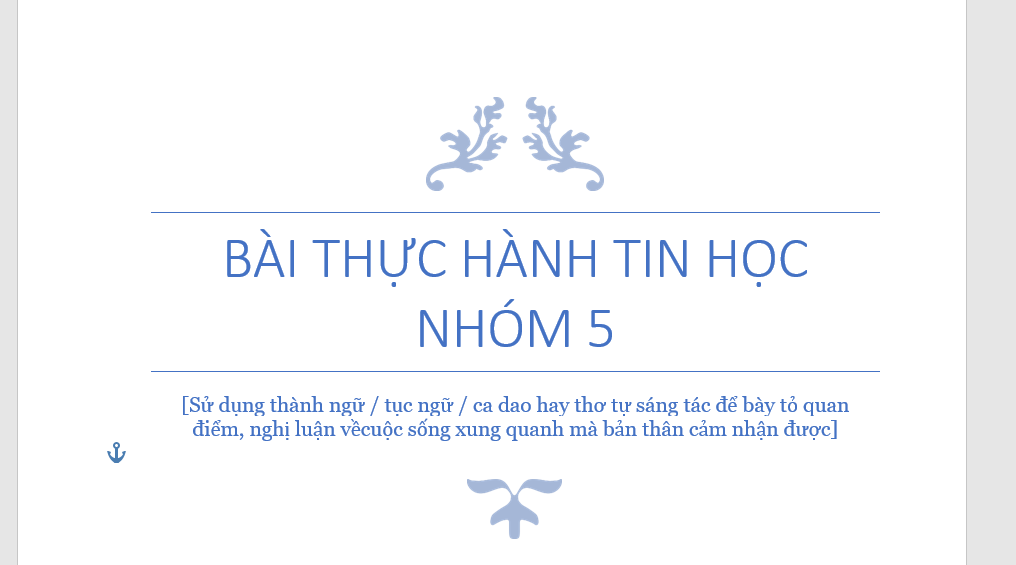 BÀI THỰC HÀNH TIN HỌC
NHÓM 5
[Sử dụng thành ngữ / tục ngữ / ca dao hay thơ tự sáng tác để bày tỏ quan
điểm, nghị luận vềcuộc sống xung quanh mà bản thân cảm nhận được]